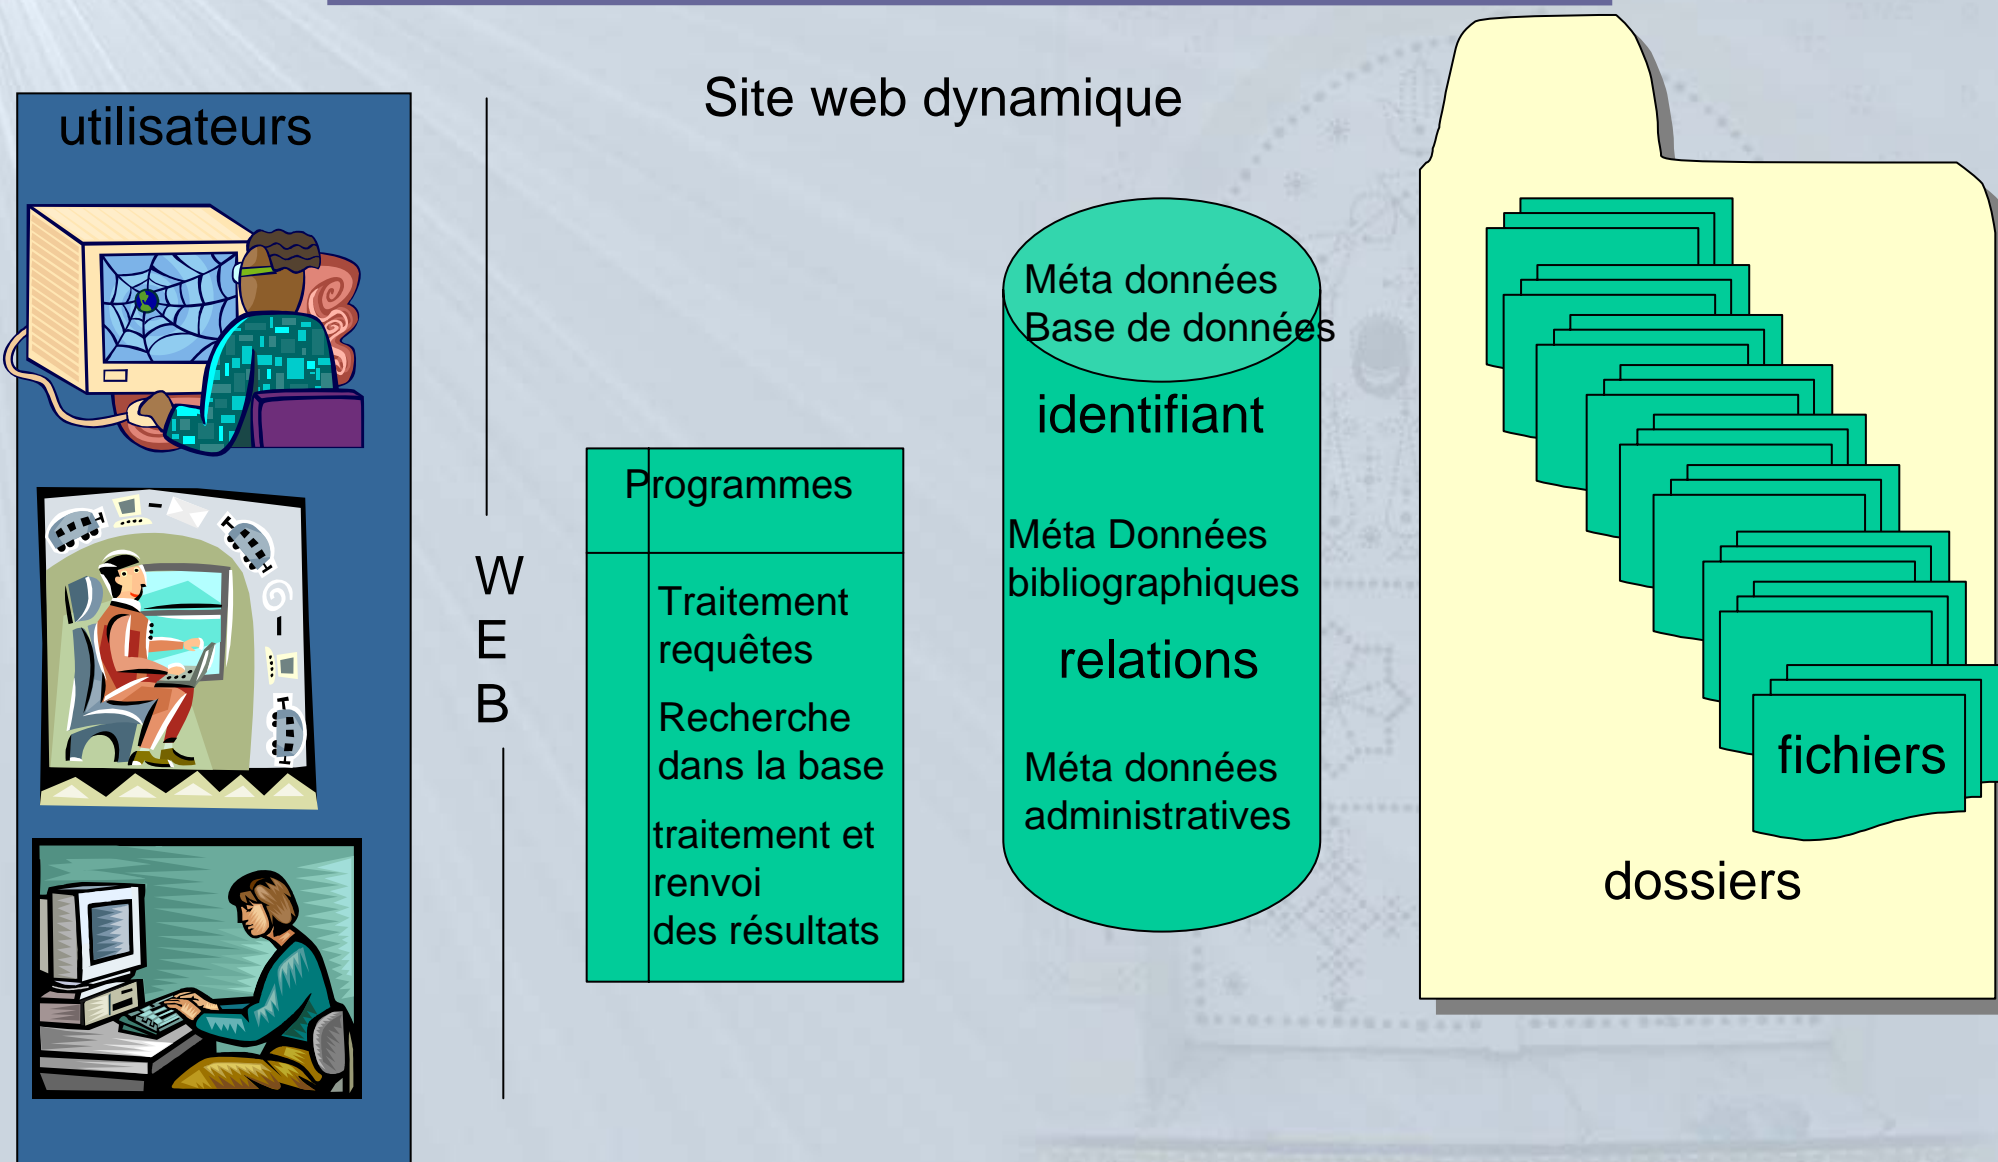 Site web dynamique
utilisateurs
W
E
B
Programmes
Traitement
requêtes
Recherche
dans la base
traitement et
renvoi
des résultats
Méta données
Base de données
identifiant
Méta Données
bibliographiques
relations
Méta données
administratives
fichiers
dossiers